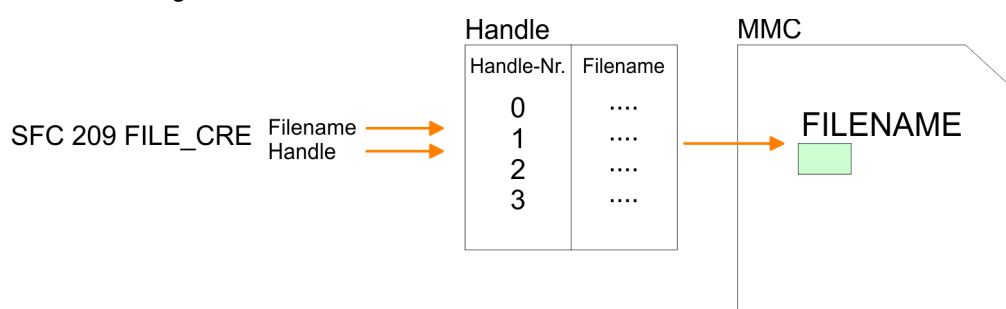 Handle
MMC
Handle-Nr. Filename
0 ....
1 ....
2 ....
3 ....
SFC 209 FILE_CRE
Filename
Handle
FILENAME